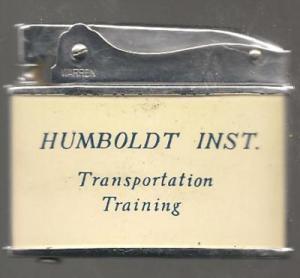 WARREN
HUMBOLDT INST.
Transportation
Training